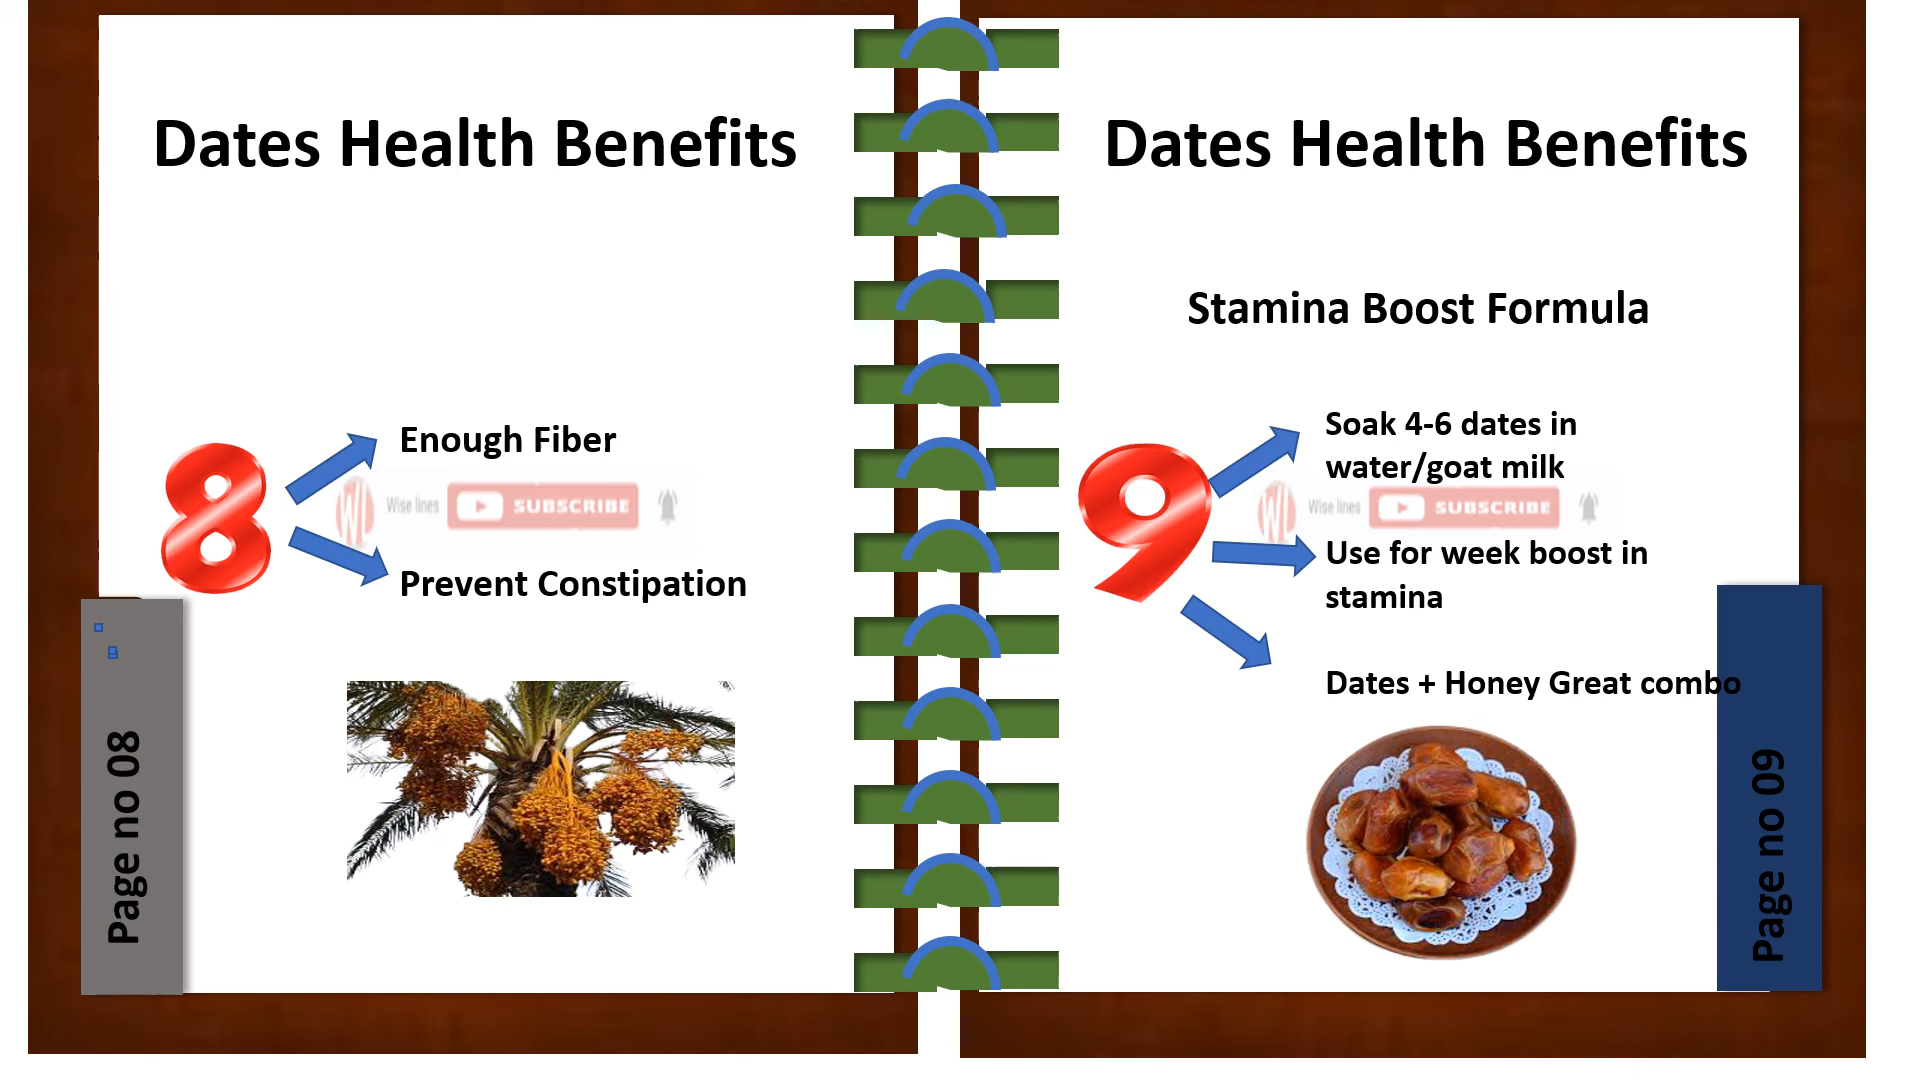 Dates Health Benefits
8
Enough Fiber
WL Wise lines SUBSCRIBE
Prevent Constipation
Page no 08
Dates Health Benefits
Stamina Boost Formula
9
Soak 4-6 dates in
water/goat milk
WL Wise lines SUBSCRIBE
Use for week boost in
stamina
Dates + Honey Great combo
Page no 09